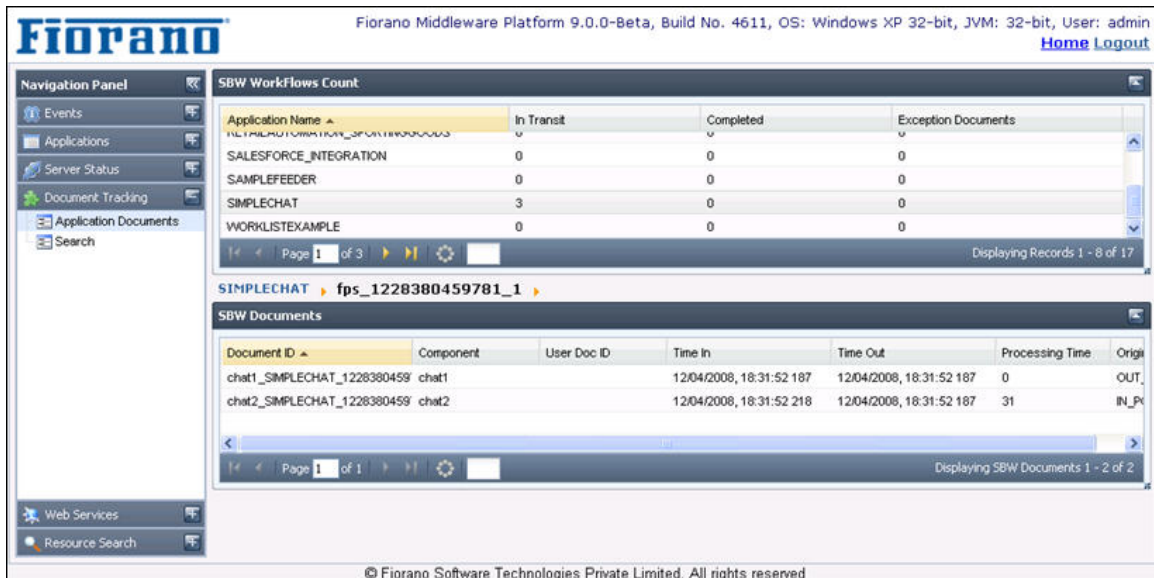 Fiorano
Fiorano Middleware Platform 9.0.0-Beta, Build No. 4611, OS: Windows XP 32-bit, JVM: 32-bit, User: admin
Home Logout
Navigation Panel
Events
Applications
Server Status
Document Tracking
Application Documents
Search
Web Services
Resource Search
SBW WorkFlows Count
Application Name In Transit Completed Exception Documents
RETAILAUTOMATION_SPORTINGGOODS 0 0 0
SALESFORCE_INTEGRATION 0 0 0
SAMPLEFEEDER 0 0 0
SIMPLECHAT 3 0 0
WORKLISTEXAMPLE 0 0 0
Page 1 of 3 Displaying Records 1 - 8 of 17
SIMPLECHAT fps_1228380459781_1
SBW Documents
Document ID Component User Doc ID Time In Time Out Processing Time Origi
chat1_SIMPLECHAT_1228380459 chat1 12/04/2008, 18:31:52 187 12/04/2008, 18:31:52 187 0 OUT_
chat2_SIMPLECHAT_1228380459 chat2 12/04/2008, 18:31:52 218 12/04/2008, 18:31:52 187 31 IN_PO
Page 1 of 1 Displaying SBW Documents 1 - 2 of 2
© Fiorano Software Technologies Private Limited. All rights reserved